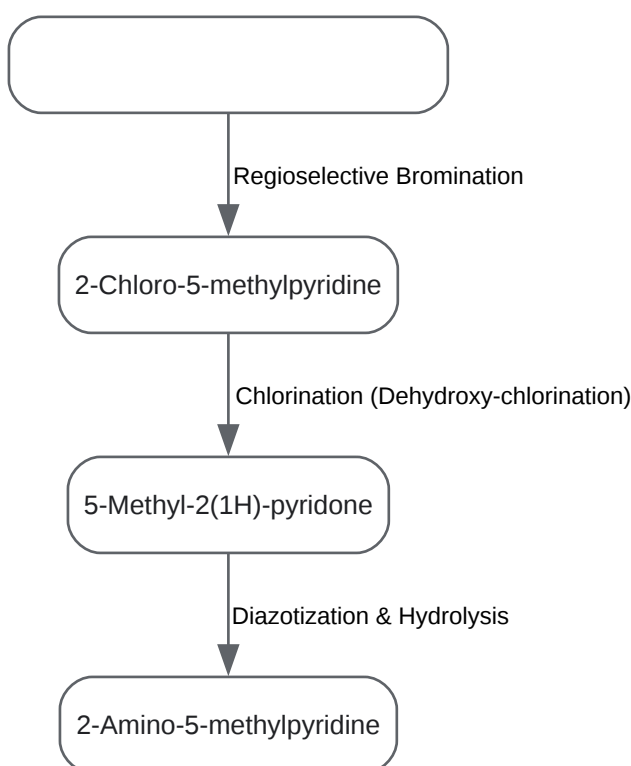 Regioselective Bromination
2-Chloro-5-methylpyridine
Chlorination (Dehydroxy-chlorination)
5-Methyl-2(1H)-pyridone
Diazotization & Hydrolysis
2-Amino-5-methylpyridine